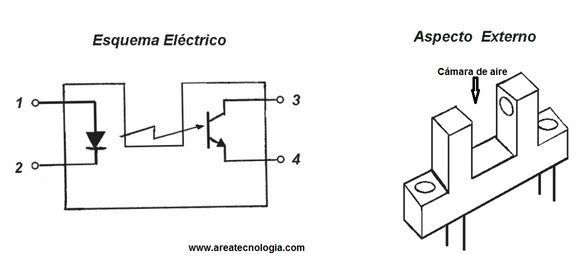 Esquema Eléctrico
Aspecto Externo
Cámara de aire
1
3
2
4
www.areatecnologia.com